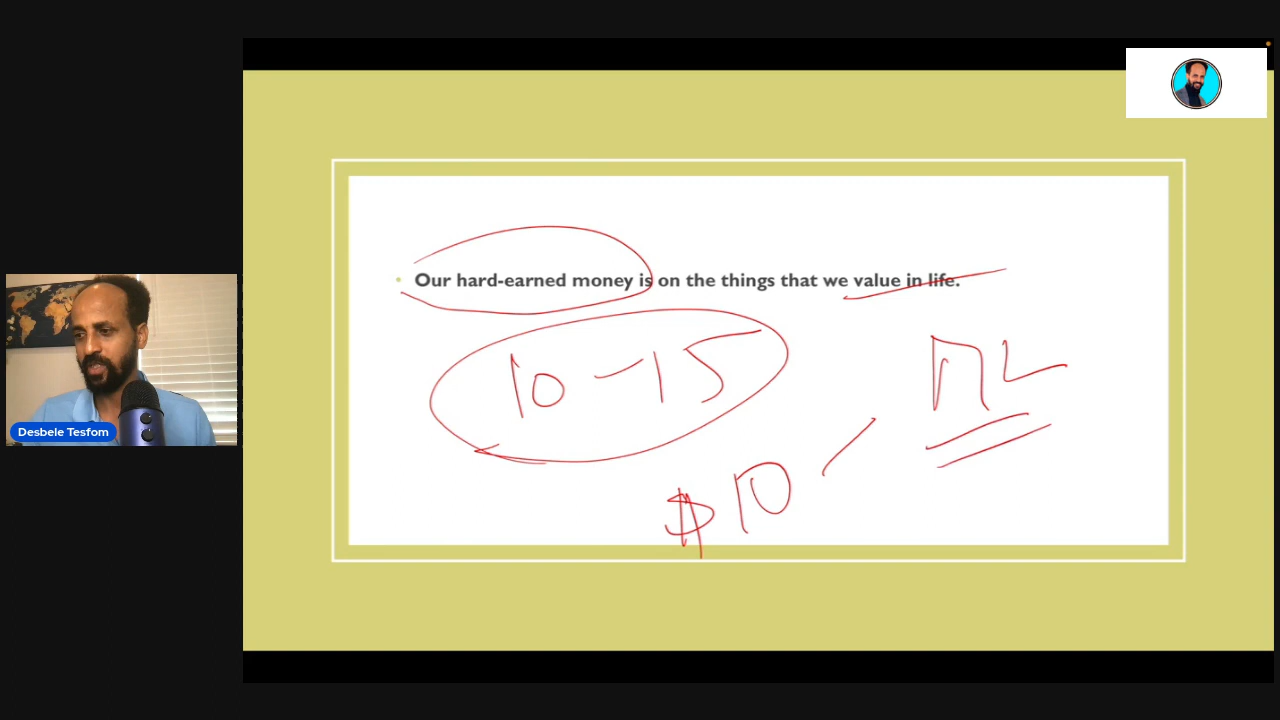 Our hard-earned money is on the things that we value in life.
10-15
$10
Desbele Tesfom